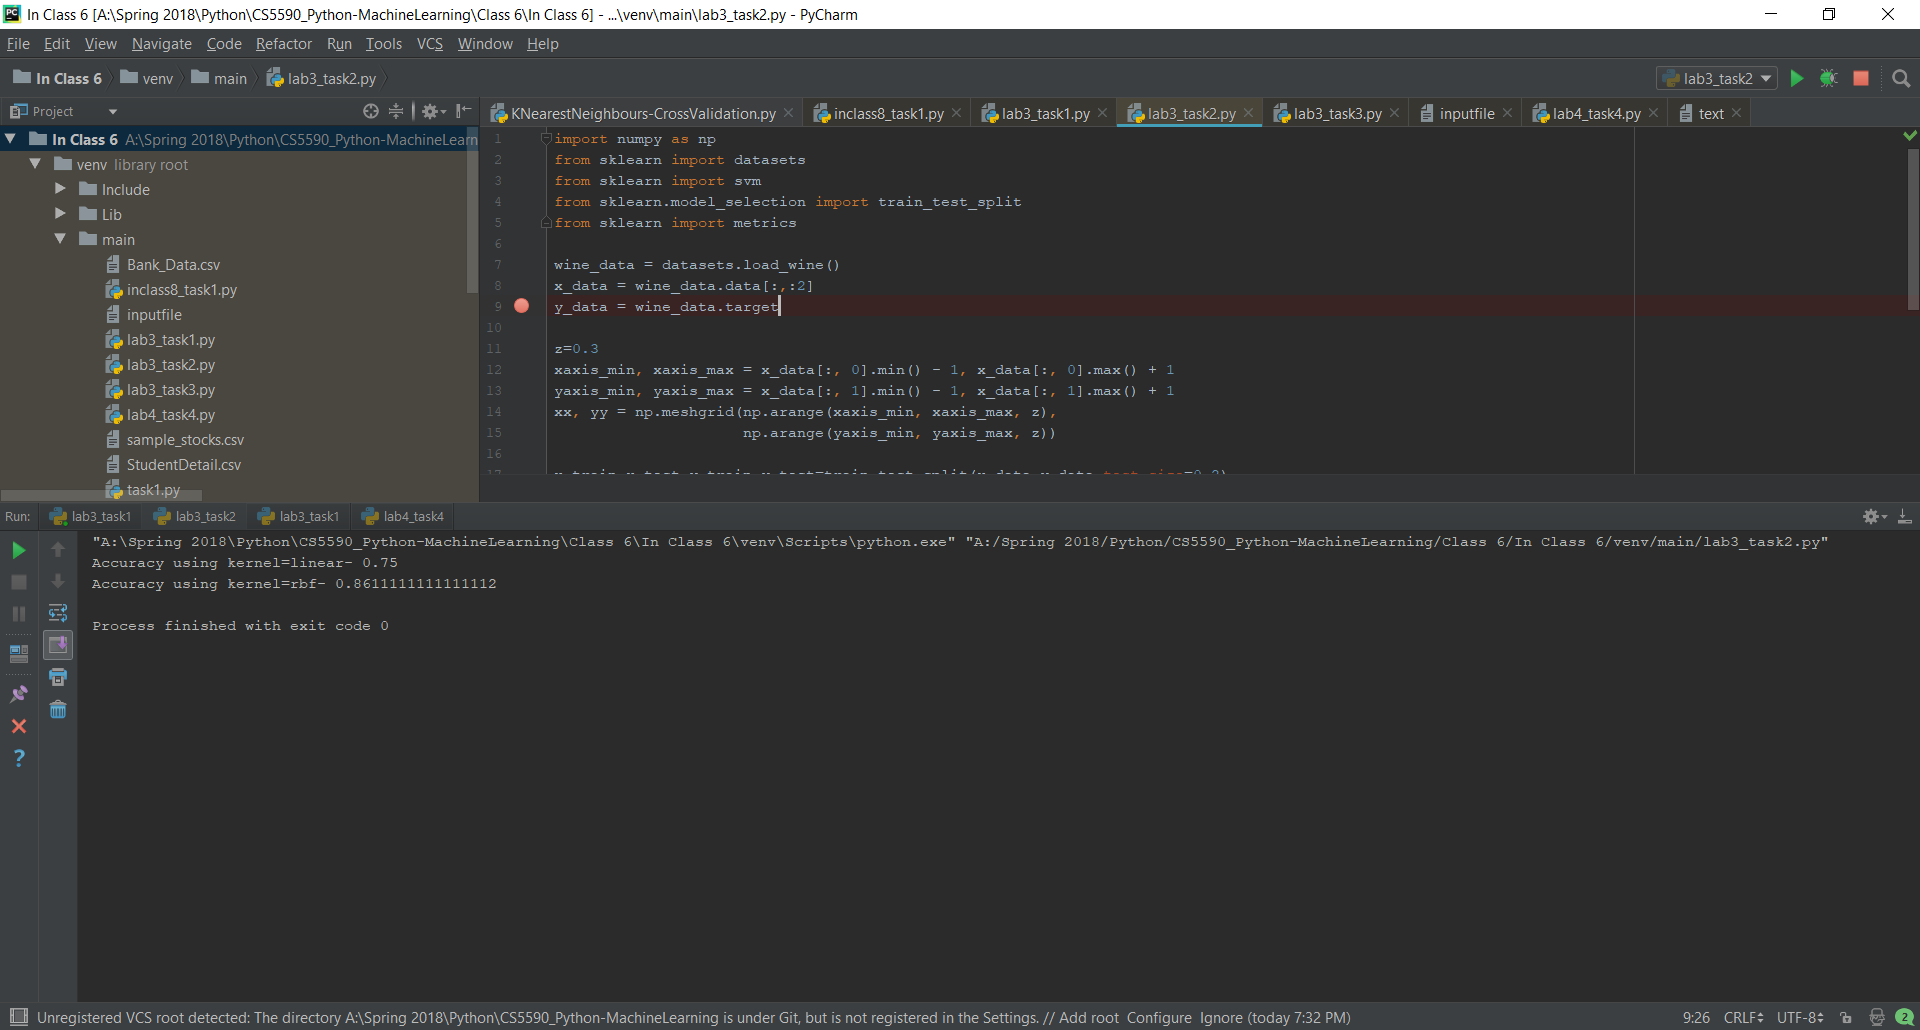 In Class 6 [A:\Spring 2018\Python\CS5590_Python-MachineLearning\Class 6\In Class 6] - ...\venv\main\lab3_task2.py - PyCharm
File Edit View Navigate Code Refactor Run Tools VCS Window Help
In Class 6 venv main lab3_task2.py lab3_task2
Project
KNearestNeighbours-CrossValidation.py inclass8_task1.py lab3_task1.py lab3_task2.py lab3_task3.py inputfile lab4_task4.py text
In Class 6 A:\Spring 2018\Python\CS5590_Python-MachineLearn
venv library root
Include
Lib
main
Bank_Data.csv
inclass8_task1.py
inputfile
lab3_task1.py
lab3_task2.py
lab3_task3.py
lab4_task4.py
sample_stocks.csv
StudentDetail.csv
task1.py
1 import numpy as np
2 from sklearn import datasets
3 from sklearn import svm
4 from sklearn.model_selection import train_test_split
5 from sklearn import metrics
6
7 wine_data = datasets.load_wine()
8 x_data = wine_data.data[:,:2]
9 y_data = wine_data.target
10
11 z=0.3
12 xaxis_min, xaxis_max = x_data[:, 0].min() - 1, x_data[:, 0].max() + 1
13 yaxis_min, yaxis_max = x_data[:, 1].min() - 1, x_data[:, 1].max() + 1
14 xx, yy = np.meshgrid(np.arange(xaxis_min, xaxis_max, z),
15 np.arange(yaxis_min, yaxis_max, z))
16
Run: lab3_task1 lab3_task2 lab3_task1 lab4_task4
"A:\Spring 2018\Python\CS5590_Python-MachineLearning\Class 6\In Class 6\venv\Scripts\python.exe" "A:/Spring 2018/Python/CS5590_Python-MachineLearning/Class 6/In Class 6/venv/main/lab3_task2.py"
Accuracy using kernel=linear- 0.75
Accuracy using kernel=rbf- 0.8611111111111112
Process finished with exit code 0
Unregistered VCS root detected: The directory A:\Spring 2018\Python\CS5590_Python-MachineLearning is under Git, but is not registered in the Settings. // Add root Configure Ignore (today 7:32 PM) 9:26 CRLF UTF-8 2